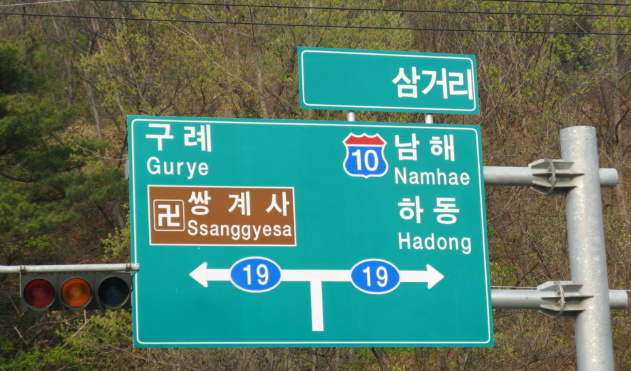 삼거리
구례
Gurye
卍 쌍계사
Ssanggyesa
10 남해
Namhae
하동
Hadong
19 19